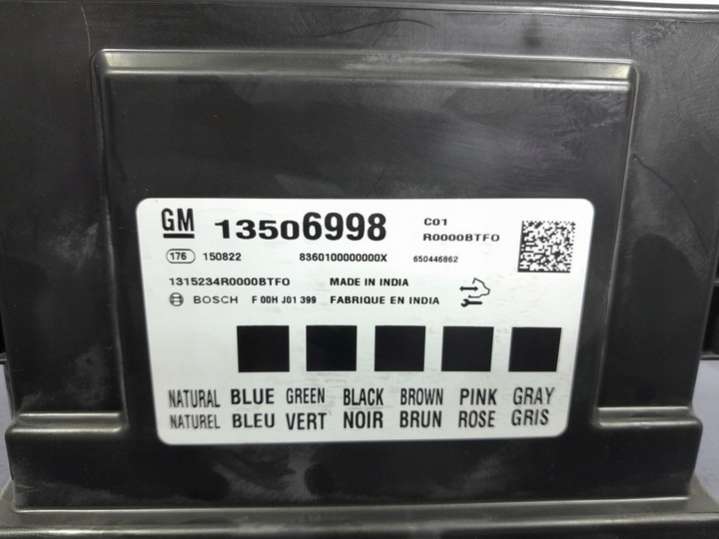 GM 13506998 C01
R0000BTFO
176 150822 8360100000000X 650446862
1315234R0000BTFO MADE IN INDIA
BOSCH F 00H J01 399 FABRIQUE EN INDIA
NATURAL BLUE GREEN BLACK BROWN PINK GRAY
NATUREL BLEU VERT NOIR BRUN ROSE GRIS